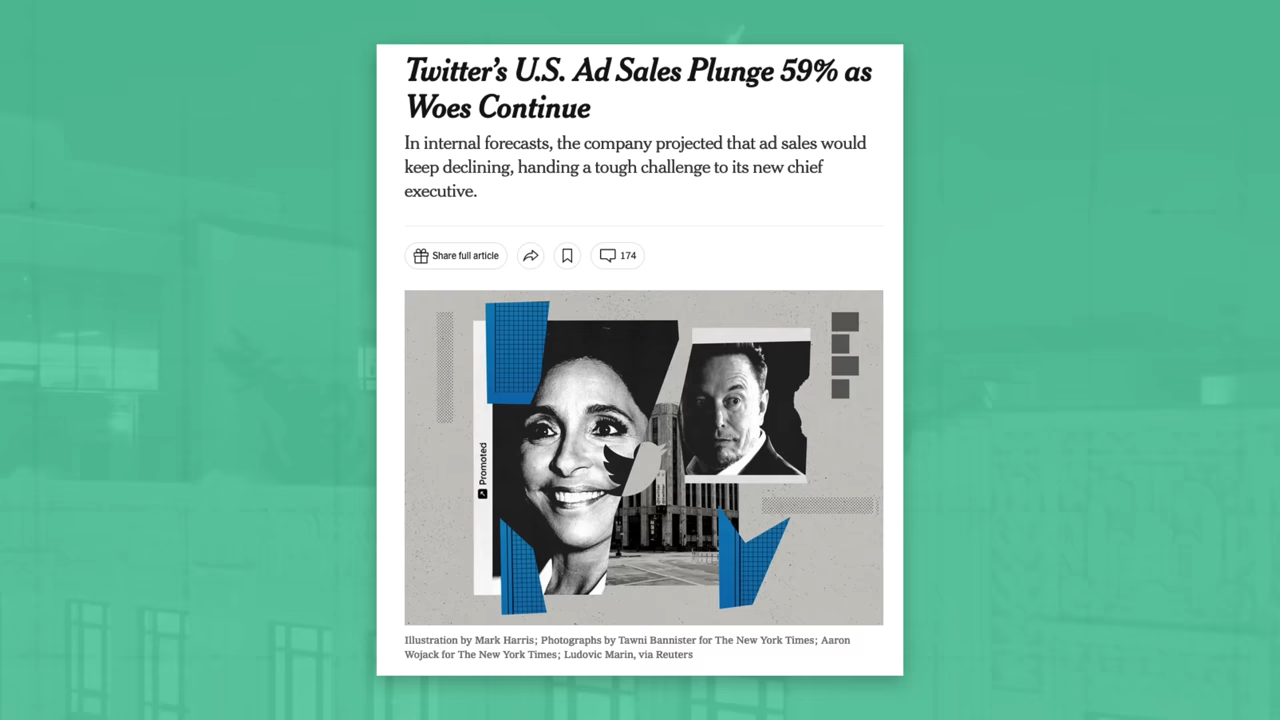 Twitter’s U.S. Ad Sales Plunge 59% as
Woes Continue
In internal forecasts, the company projected that ad sales would
keep declining, handing a tough challenge to its new chief
executive.
Share full article
174
Promoted
Illustration by Mark Harris; Photographs by Tawni Bannister for The New York Times; Aaron
Wojack for The New York Times; Ludovic Marin, via Reuters